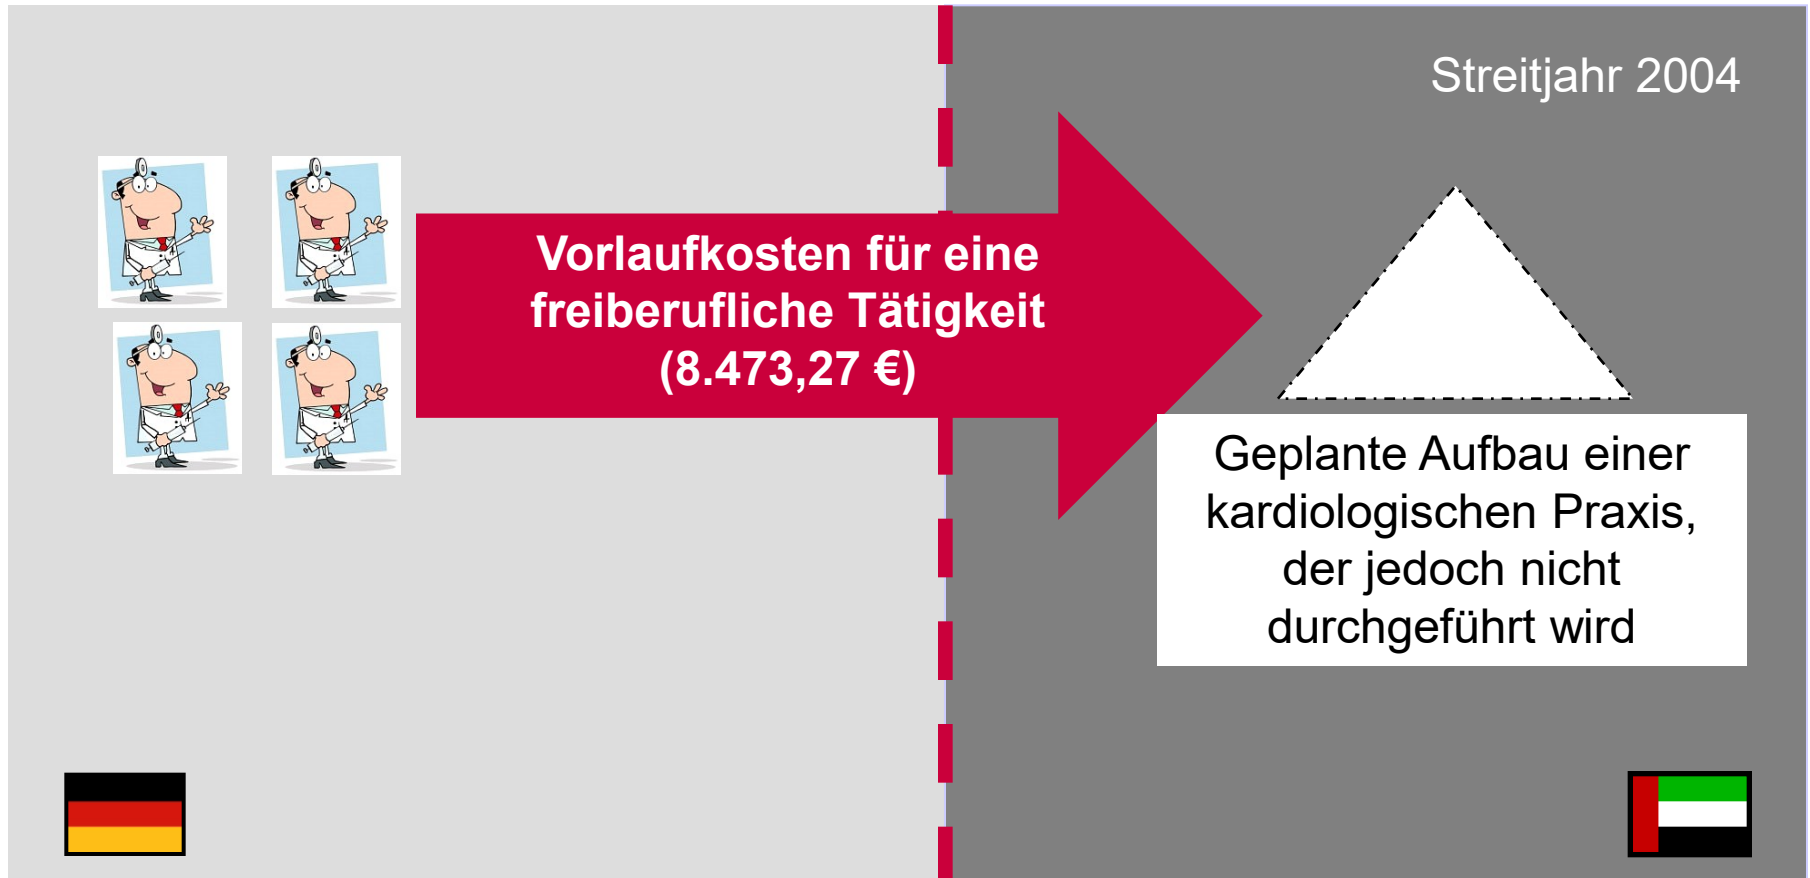 Streitjahr 2004
Vorlaufkosten für eine
freiberufliche Tätigkeit
(8.473,27 €)
Geplante Aufbau einer
kardiologischen Praxis,
der jedoch nicht
durchgeführt wird